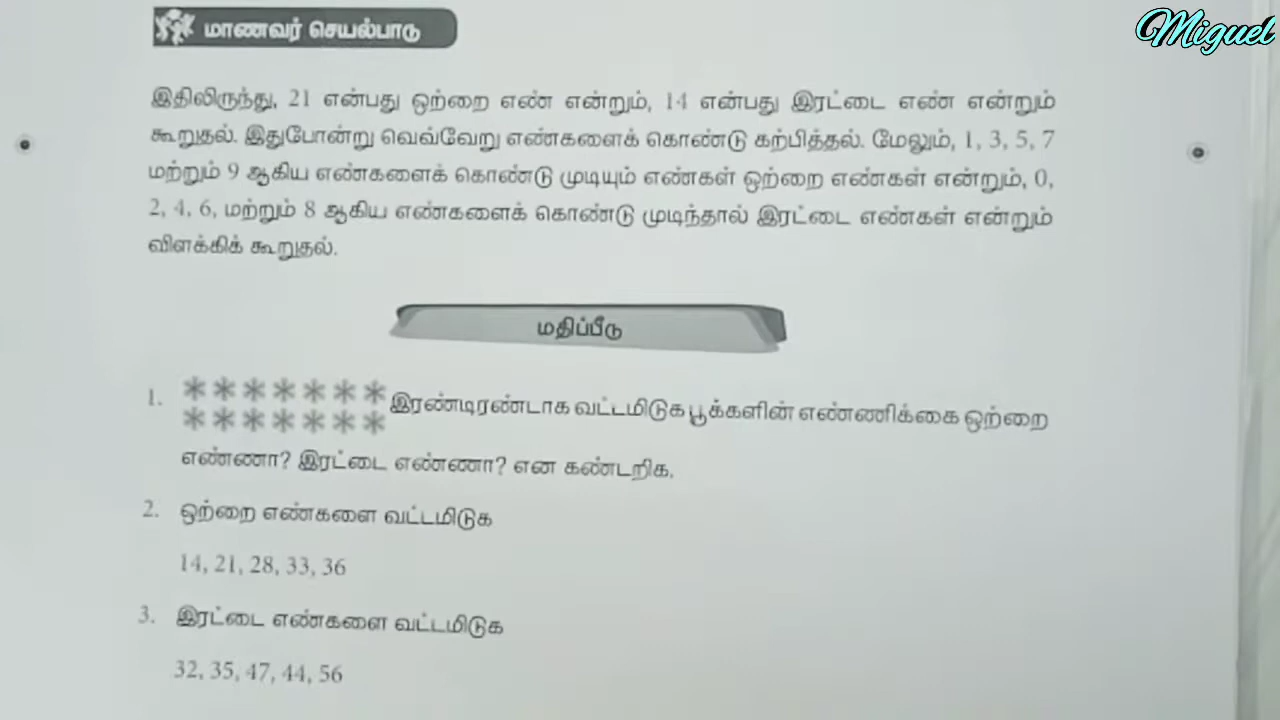 Miguel
மாணவர் செயல்பாடு
இதிலிருந்து, 21 என்பது ஒற்றை எண் என்றும், 14 என்பது இரட்டை எண் என்றும்
கூறுதல். இதுபோன்று வெவ்வேறு எண்களைக் கொண்டு கற்பித்தல். மேலும், 1, 3, 5, 7
மற்றும் 9 ஆகிய எண்களைக் கொண்டு முடியும் எண்கள் ஒற்றை எண்கள் என்றும், 0,
2, 4, 6, மற்றும் 8 ஆகிய எண்களைக் கொண்டு முடிந்தால் இரட்டை எண்கள் என்றும்
விளக்கிக் கூறுதல்.
மதிப்பீடு
1. இரண்டிரண்டாக வட்டமிடுக பூக்களின் எண்ணிக்கை ஒற்றை
எண்ணா? இரட்டை எண்ணா? என கண்டறிக.
2. ஒற்றை எண்களை வட்டமிடுக
14, 21, 28, 33, 36
3. இரட்டை எண்களை வட்டமிடுக
32, 35, 47, 44, 56